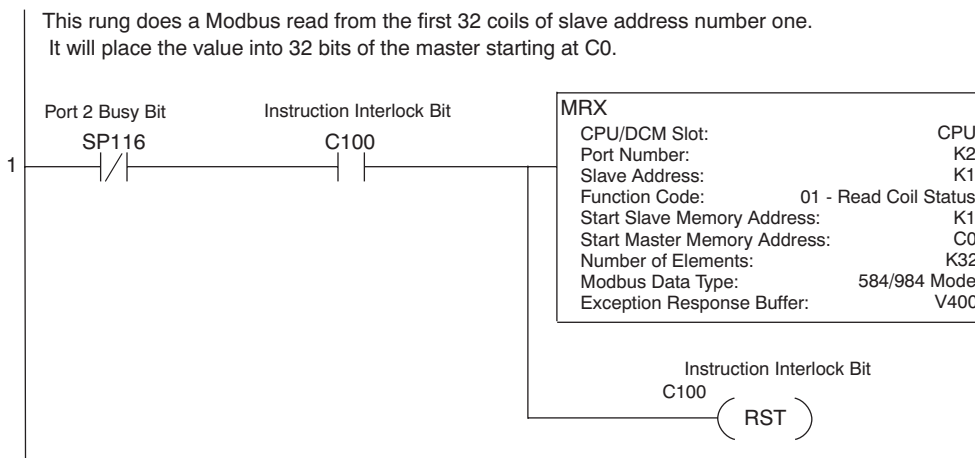 This rung does a Modbus read from the first 32 coils of slave address number one.
It will place the value into 32 bits of the master starting at C0.
Port 2 Busy Bit
Instruction Interlock Bit
SP116
C100
1
MRX
CPU/DCM Slot: CPU
Port Number: K2
Slave Address: K1
Function Code: 01 - Read Coil Status
Start Slave Memory Address: K1
Start Master Memory Address: C0
Number of Elements: K32
Modbus Data Type: 584/984 Mode
Exception Response Buffer: V400
Instruction Interlock Bit
C100
RST